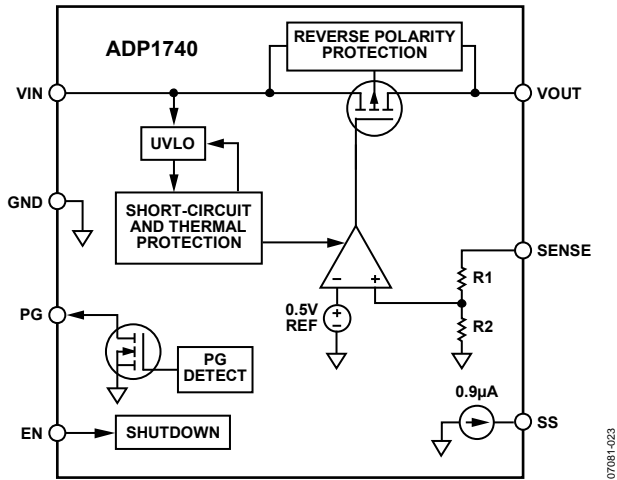 ADP1740
REVERSE POLARITY
PROTECTION
VIN
VOUT
UVLO
GND
SHORT-CIRCUIT
AND THERMAL
PROTECTION
SENSE
R1
− +
PG
0.5V
REF
+
−
R2
PG
DETECT
0.9µA
EN
SHUTDOWN
SS
07081-023